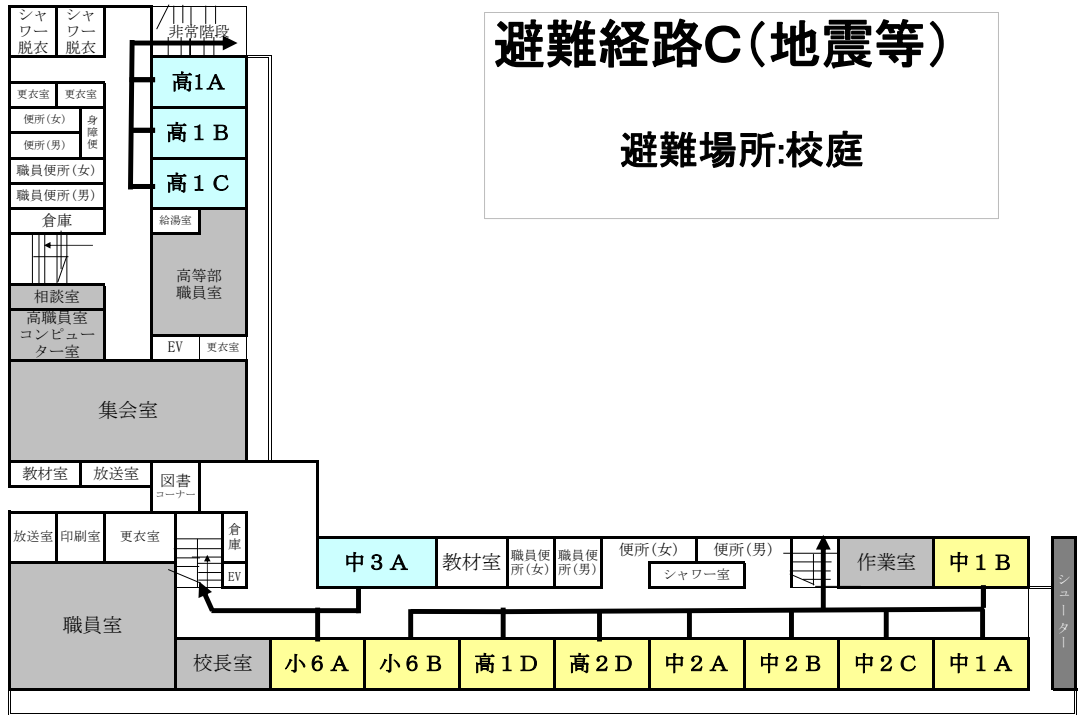 避難経路C(地震等)
避難場所:校庭
シャ
ワー
脱衣
シャ
ワー
脱衣
非常階段
更衣室
更衣室
便所(女)
便所(男)
身
障
便
職員便所(女)
職員便所(男)
倉庫
相談室
高職員室
コンピュー
ター室
高1A
高１B
高１C
給湯室
高等部
職員室
EV
更衣室
集会室
教材室
放送室
図書
コーナー
放送室
印刷室
更衣室
倉
庫
EV
職員室
校長室
中３A
教材室
職員便
所(女)
職員便
所(男)
便所(女)
便所(男)
シャワー室
作業室
中１B
小６A
小６B
高１D
高２D
中２A
中２B
中２C
中１A
シューター